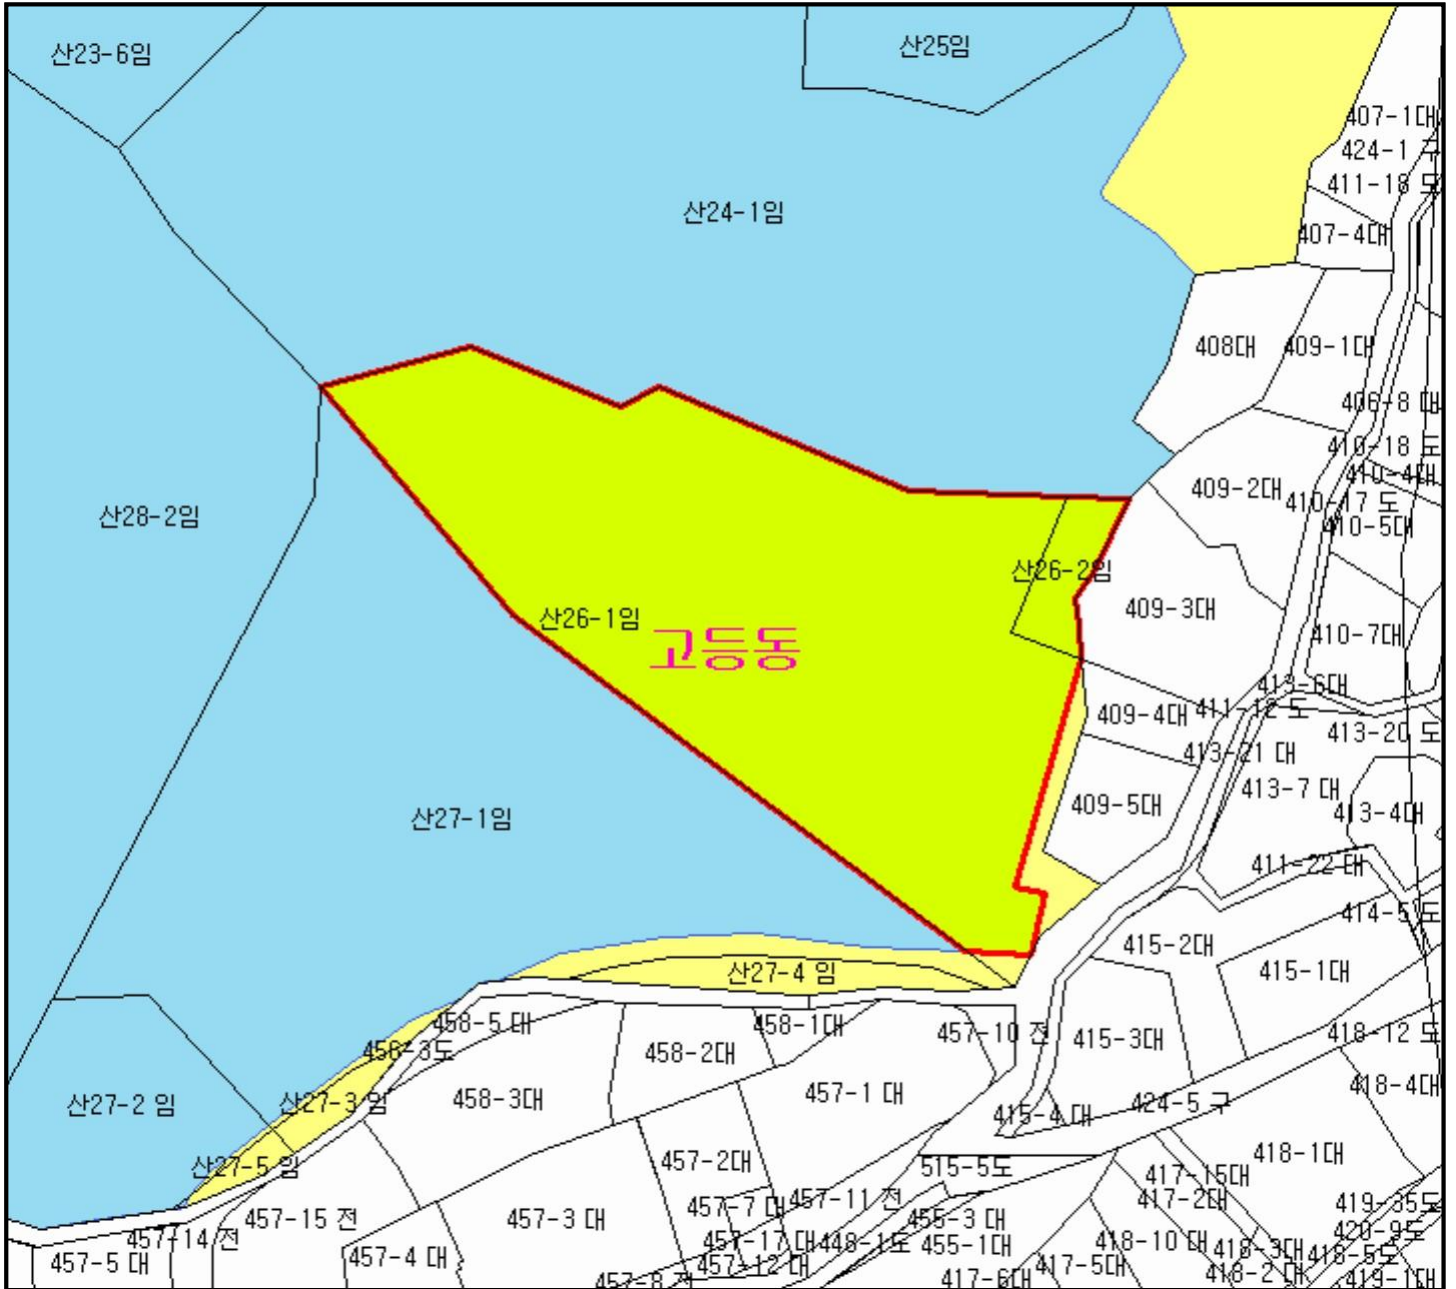 산23-6임
산25임
407-1대
424-1 구
411-18 도
산24-1임
407-4대
408대
409-1대
406-8 대
410-18 도
410-4대
409-2대
410-17 도
410-5대
산28-2임
산26-2임
409-3대
산26-1임
고등동
410-7대
413-6대
409-4대
411-12 도
413-20 도
413-21 대
413-7 대
409-5대
413-4대
산27-1임
411-22 대
414-5 도
415-2대
415-1대
산27-4 임
458-5 대
458-1대
457-10 전
415-3대
418-12 도
456-3도
458-2대
418-4대
산27-2 임
산27-3 임
458-3대
457-1 대
415-4 대
424-5 구
418-1대
457-2대
515-5도
산27-5 임
417-15대
457-7 대
457-11 전
417-2대
419-35도
457-15 전
457-3 대
455-3 대
420-9도
457-14 전
457-17 대
448-1도
455-1대
418-10 대
418-3대
418-5도
457-5 대
457-4 대
457-12 대
417-5대
418-2 대
457-8 전
417-6대
419-1대